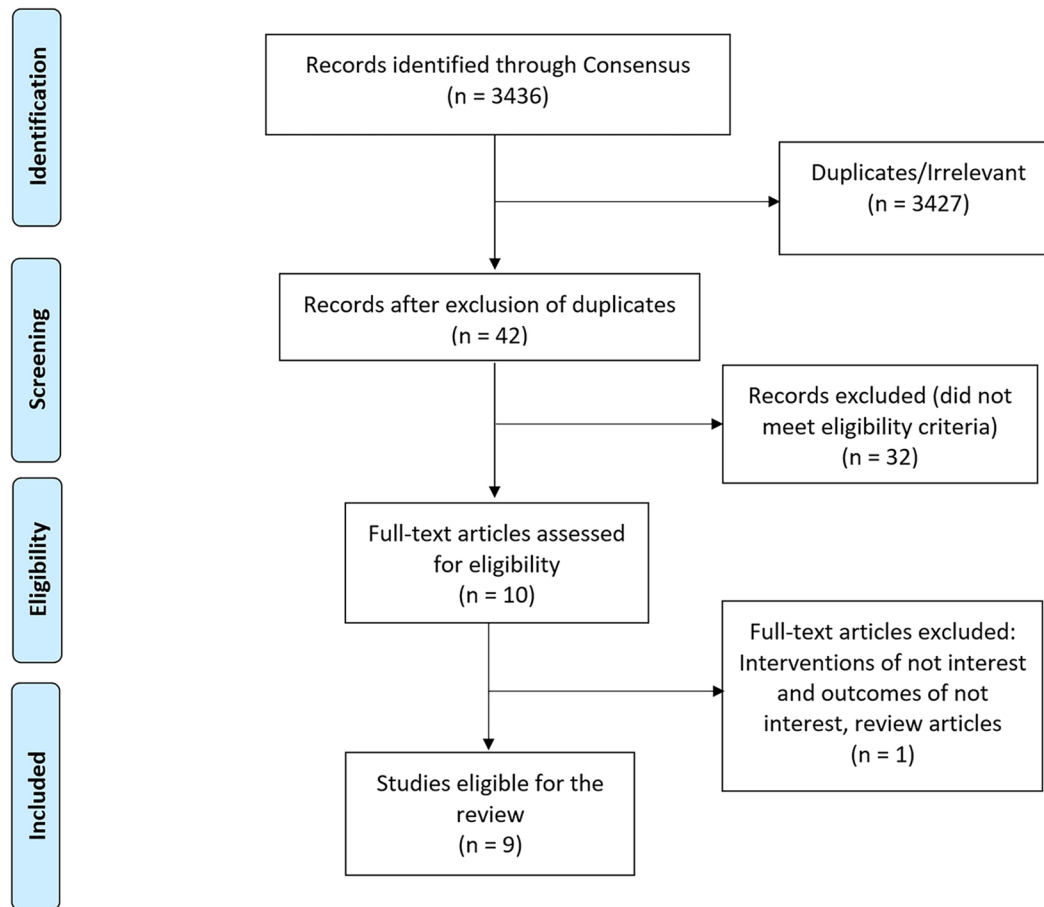 Identification
Records identified through Consensus
(n = 3436)
Duplicates/Irrelevant
(n = 3427)
Screening
Records after exclusion of duplicates
(n = 42)
Records excluded (did not
meet eligibility criteria)
(n = 32)
Eligibility
Full-text articles assessed
for eligibility
(n = 10)
Full-text articles excluded:
Interventions of not interest
and outcomes of not
interest, review articles
(n = 1)
Included
Studies eligible for the
review
(n = 9)